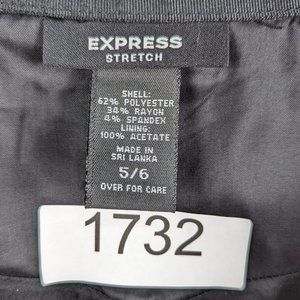 EXPRESS
STRETCH
SHELL:
62% POLYESTER
34% RAYON
4% SPANDEX
LINING:
100% ACETATE
MADE IN
SRI LANKA
5/6
OVER FOR CARE
1732